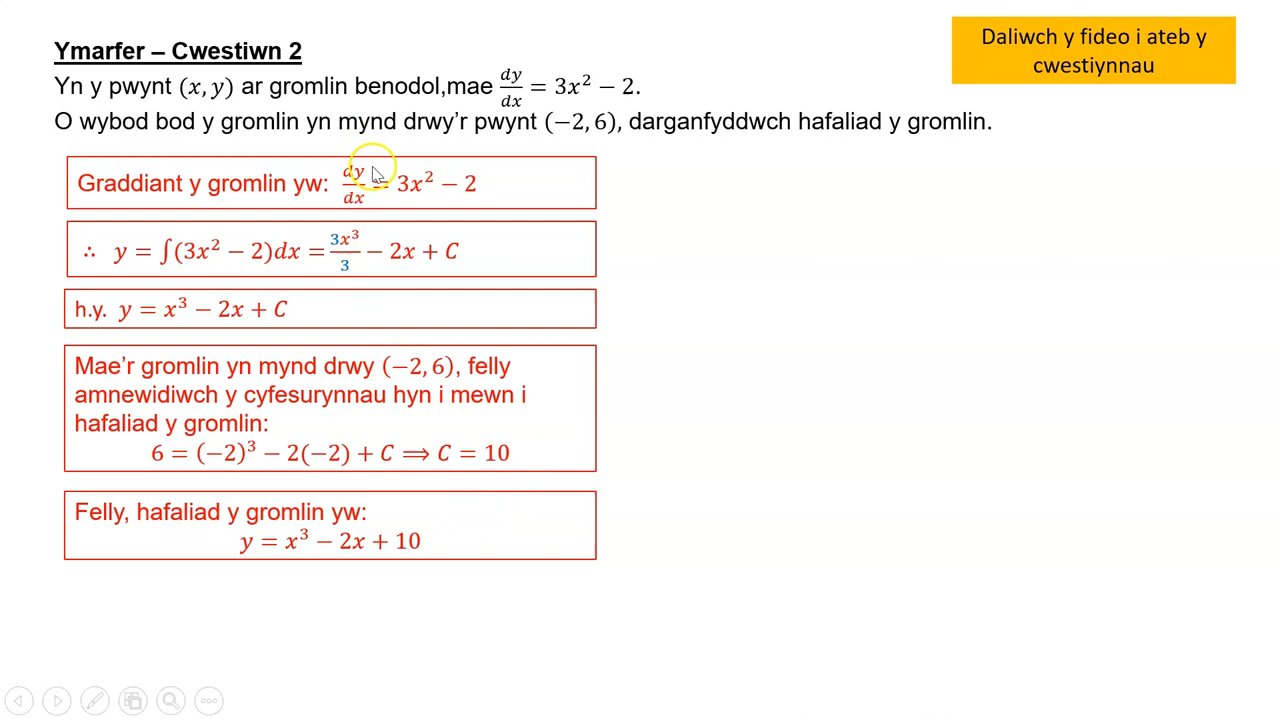 Ymarfer – Cwestiwn 2
Daliwch y fideo i ateb y
cwestiynnau
Yn y pwynt (x, y) ar gromlin benodol,mae dy/dx = 3x² − 2.
O wybod bod y gromlin yn mynd drwy'r pwynt (−2, 6), darganfyddwch hafaliad y gromlin.
Graddiant y gromlin yw: dy/dx = 3x² − 2
∴ y = ∫(3x² − 2)dx = 3x³/3 − 2x + C
h.y. y = x³ − 2x + C
Mae'r gromlin yn mynd drwy (−2, 6), felly
amnewidiwch y cyfesurynnau hyn i mewn i
hafaliad y gromlin:
6 = (−2)³ − 2(−2) + C ⟹ C = 10
Felly, hafaliad y gromlin yw:
y = x³ − 2x + 10